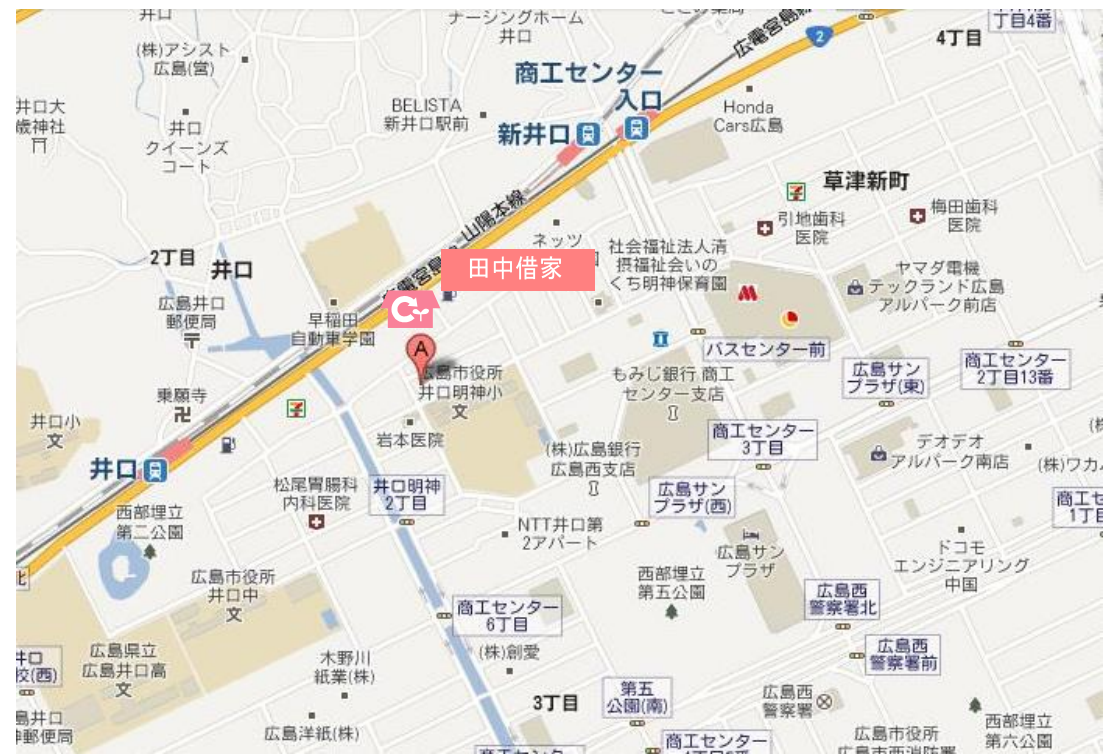 井口
ナーシングホーム
井口
丁目4番
4丁目
広電宮島線
2
(株)アシスト
広島(営)
商工センター
入口
新井口
BELISTA
新井口駅前
Honda
Cars広島
井口大
歳神社
井口
クイーンズ
コート
草津新町
引地歯科
医院
梅田歯科
医院
山陽本線
2丁目
井口
ネッツ
社会福祉法人清
摂福祉会いの
くち明神保育園
田中借家
ヤマダ電機
テックランド広島
アルパーク前店
広島井口
郵便局
早稲田
自動車学園
A
バスセンター前
広島サン
プラザ(東)
商工センター
2丁目13番
広島市役所
井口明神小
文
もみじ銀行 商工
センター支店
乗願寺
井口小
文
岩本医院
商工センター
3丁目
(株)広島銀行
広島西支店
デオデオ
アルパーク南店
(株)ワカ
井口
松尾胃腸科
内科医院
井口明神
2丁目
広島サン
プラザ(西)
商工セ
1丁目
西部埋立
第二公園
NTT井口第
2アパート
広島サン
プラザ
ドコモ
エンジニアリング
中国
北
広島市役所
井口中
文
西部埋立
第五公園
広島西
警察署北
商工センター
6丁目
広島西
警察署前
井口
校(西)
広島県立
広島井口高
文
木野川
紙業(株)
(株)創愛
3丁目
第五
公園(南)
広島西
警察署
島井口
郵便局
広島洋紙(株)
商工センター
広島市役所
西部埋立
第六公園